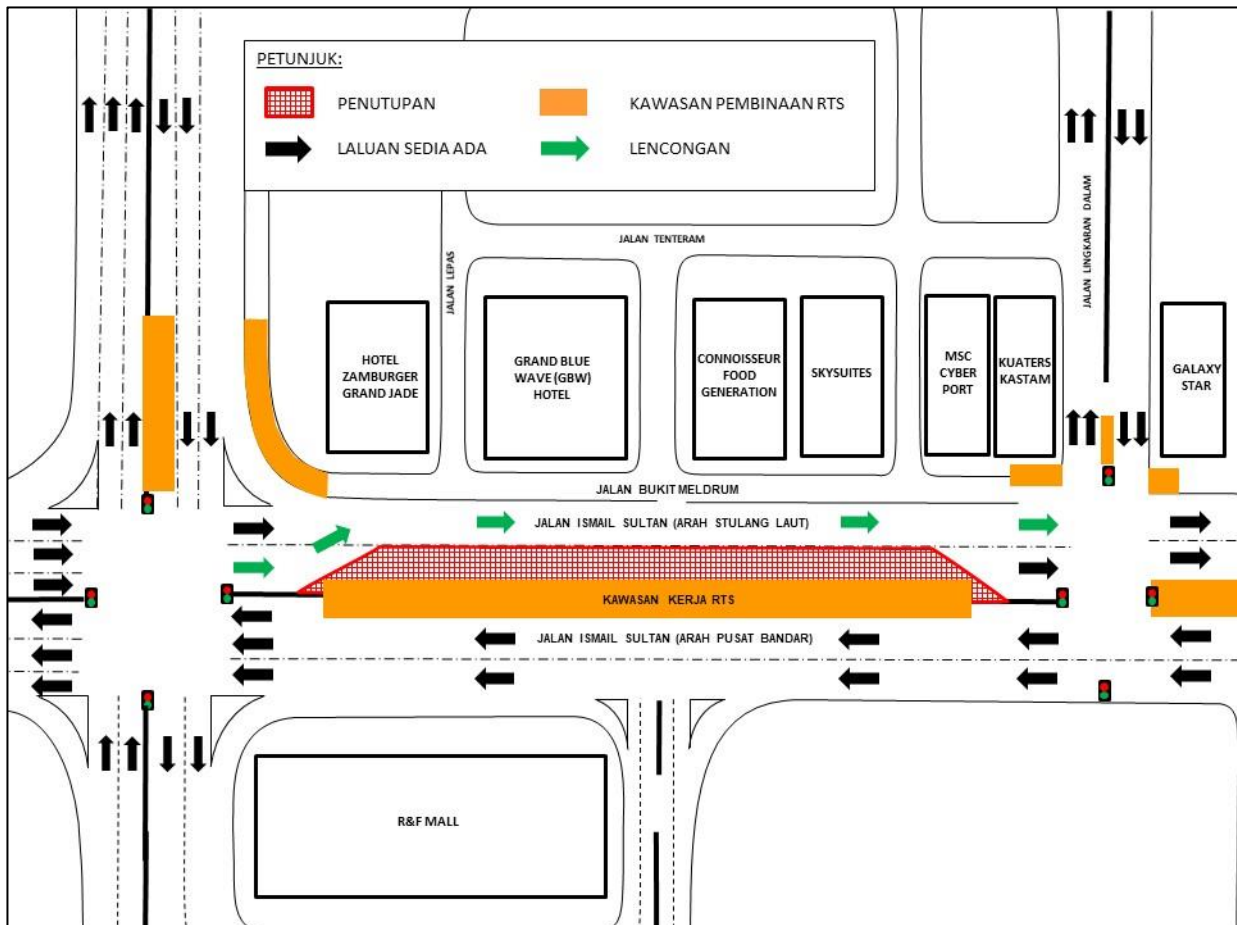 PETUNJUK:
PENUTUPAN
KAWASAN PEMBINAAN RTS
LALUAN SEDIA ADA
LENCONGAN
JALAN TENTERAM
JALAN LEPAS
JALAN LINGKARAN DALAM
HOTEL
ZAMBURGER
GRAND JADE
GRAND BLUE
WAVE (GBW)
HOTEL
CONNOISSEUR
FOOD
GENERATION
SKYSUITES
MSC
CYBER
PORT
KUATERS
KASTAM
GALAXY
STAR
JALAN BUKIT MELDRUM
JALAN ISMAIL SULTAN (ARAH STULANG LAUT)
KAWASAN KERJA RTS
JALAN ISMAIL SULTAN (ARAH PUSAT BANDAR)
R&F MALL